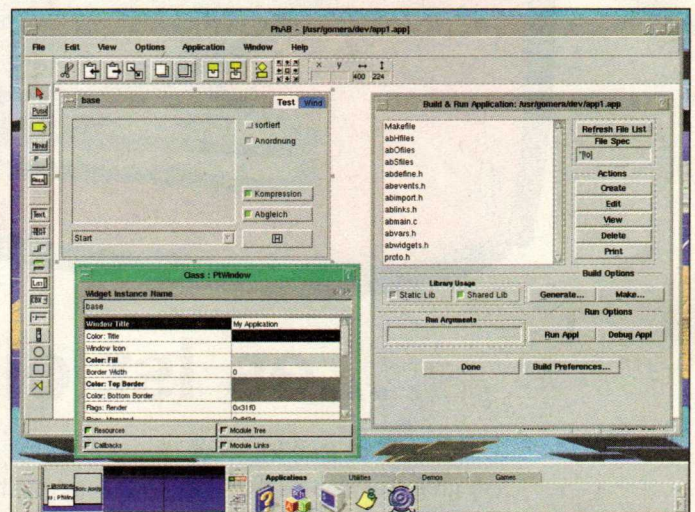 PhAB - [/usr/gomera/dev/app1.app]
File Edit View Options Application Window Help
x y
400 224
base
Test Wind
sortiert
Anordnung
Kompression
Abgleich
Start
H
Build & Run Application: /usr/gomera/dev/app1.app
Makefile
abHfiles
abOfiles
abSfiles
abdefine.h
abevents.h
abimport.h
ablinks.h
abmain.c
abvars.h
abwidgets.h
proto.h
Refresh File List
File Spec
*[!o]
Actions
Create
Edit
View
Delete
Print
Library Usage
Static Lib Shared Lib
Build Options
Generate... Make...
Run Options
Run Arguments
Run Appl Debug Appl
Done Build Preferences...
Push
Menu
Text
List
Class : PtWindow
Widget Instance Name
base
Window Title My Application
Color: Title
Window Icon
Color: Fill
Border Width 0
Color: Top Border
Color: Bottom Border
Flags: Render 0x31f0
Resources Module Tree
Callbacks Module Links
Applications Utilities Demos Games